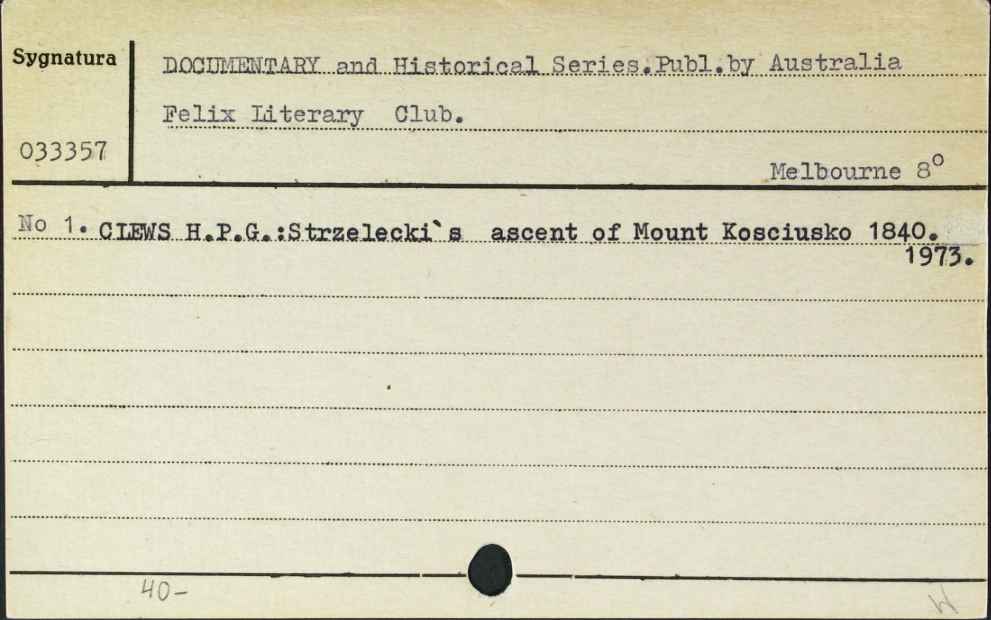 Sygnatura
DOCUMENTARY and Historical Series.Publ.by Australia
Felix Literary Club.
033357
Melbourne 8°
No 1. CLEWS H.P.G.:Strzelecki`s ascent of Mount Kosciusko 1840.
1973.
40-
W